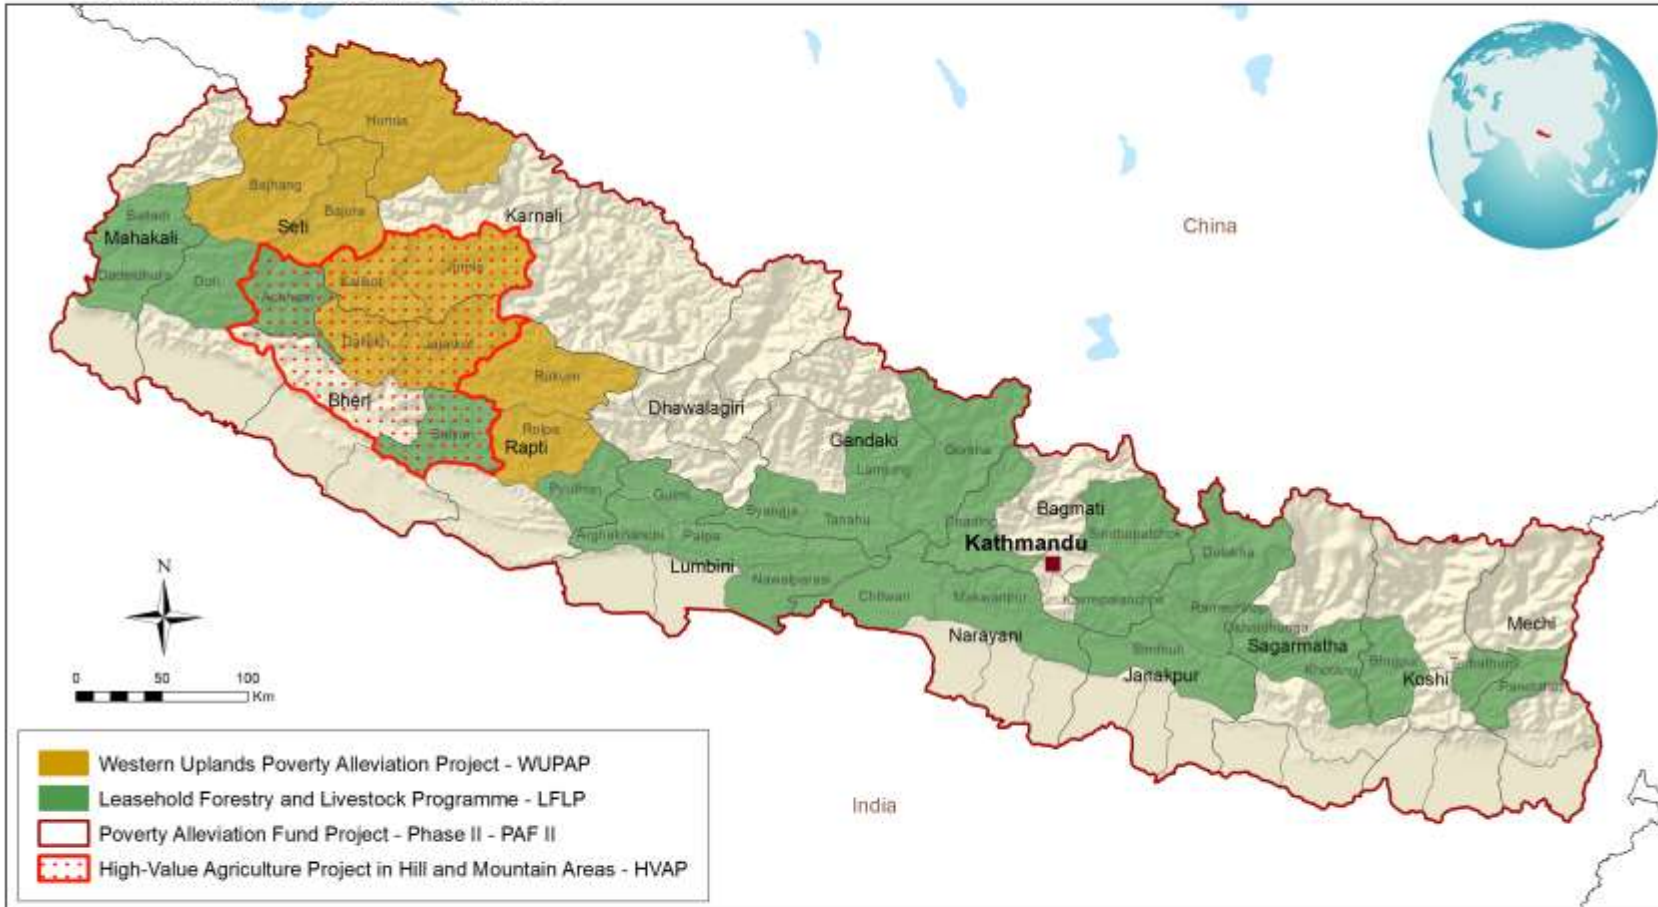 Humla
China
Bajhang
Bajura
Seti
Karnali
Baitadi
Mahakali
Dadeldhura
Doti
Achham
Kalikot
Jumla
Dailekh
Jajarkot
Rukum
Bheri
Dhawalagiri
Salyan
Rolpa
Rapti
Gandaki
Lamjung
Gorkha
Pyuthan
Gulmi
Syangja
Tanahu
Dhading
Bagmati
Sindhupalchok
Arghakhanchi
Palpa
Kathmandu
Dolakha
Lumbini
Nawalparasi
Chitwan
Makwanpur
Kavrepalanchok
Ramechhap
Okhaldhunga
Mechi
Narayani
Sindhuli
Sagarmatha
Khotang
Bhojpur
Janakpur
Koshi
Panchthar
N
0 50 100
Km
India
Western Uplands Poverty Alleviation Project - WUPAP
Leasehold Forestry and Livestock Programme - LFLP
Poverty Alleviation Fund Project - Phase II - PAF II
High-Value Agriculture Project in Hill and Mountain Areas - HVAP